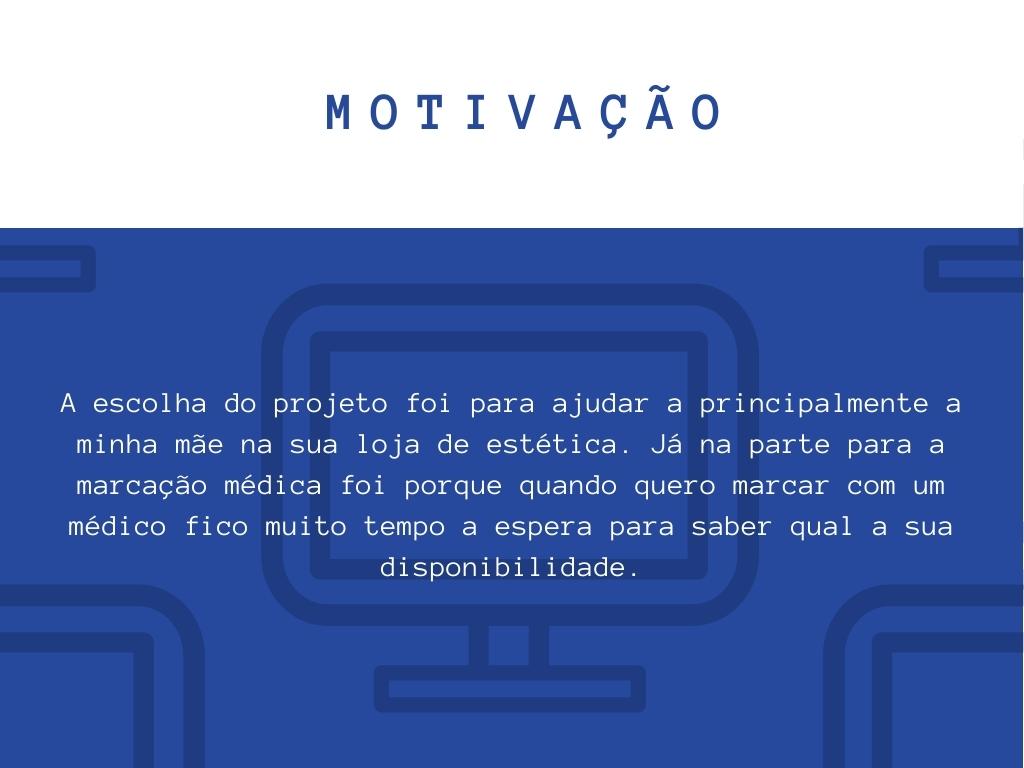 MOTIVAÇÃO
A escolha do projeto foi para ajudar a principalmente a
minha mãe na sua loja de estética. Já na parte para a
marcação médica foi porque quando quero marcar com um
médico fico muito tempo a espera para saber qual a sua
disponibilidade.